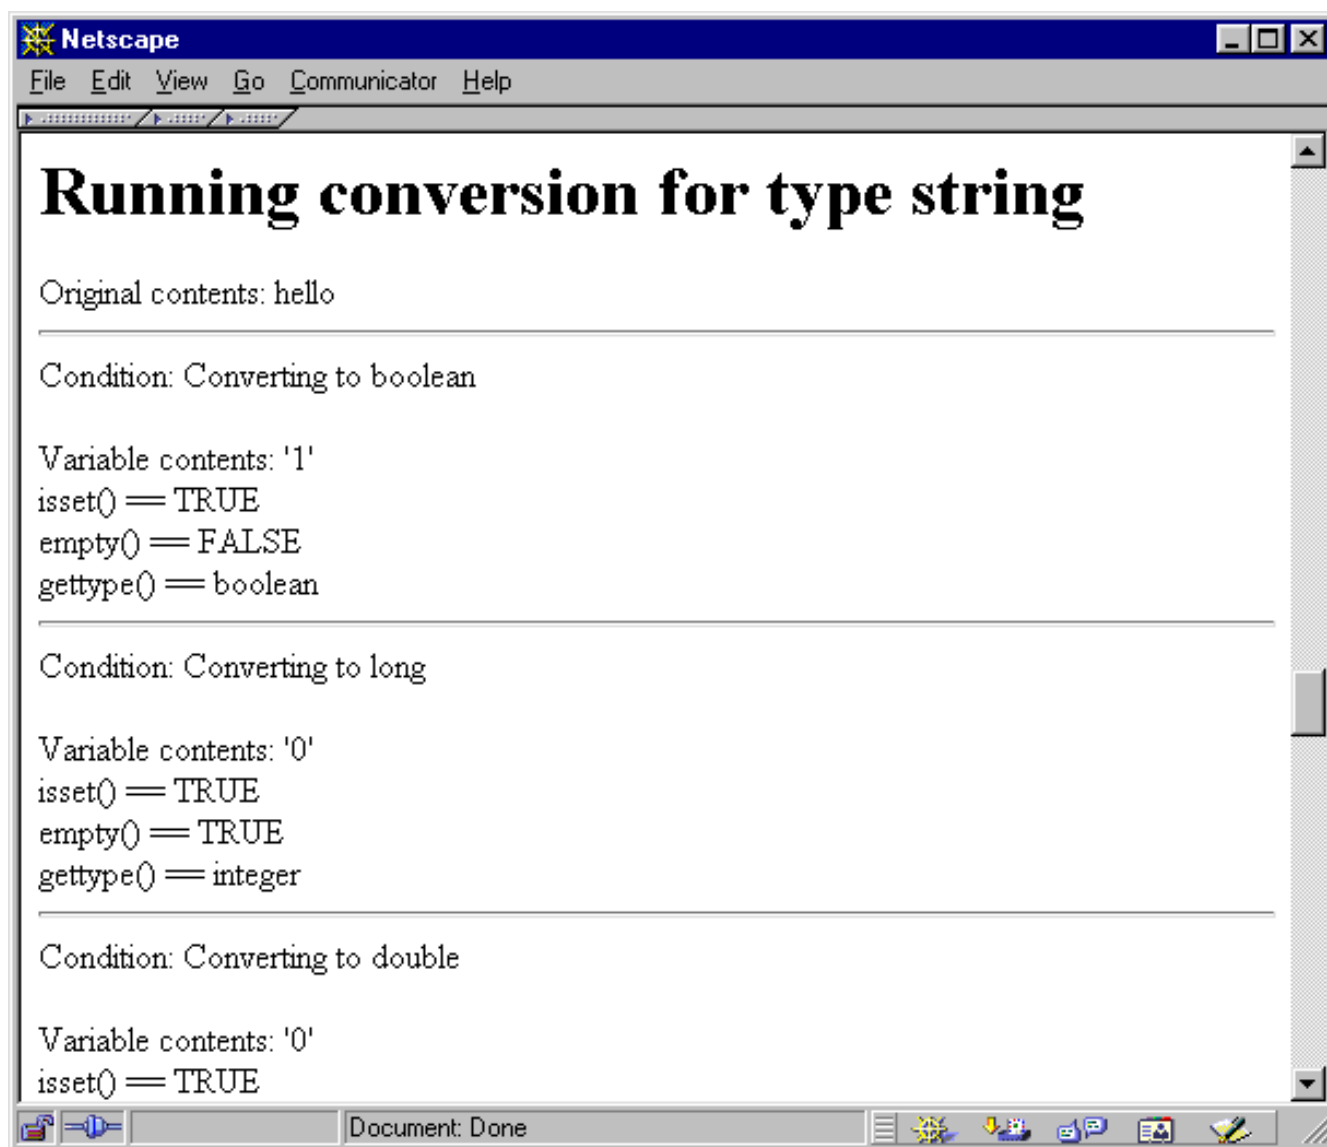 Netscape
File Edit View Go Communicator Help
Running conversion for type string
Original contents: hello
Condition: Converting to boolean
Variable contents: '1'
isset() == TRUE
empty() == FALSE
gettype() == boolean
Condition: Converting to long
Variable contents: '0'
isset() == TRUE
empty() == TRUE
gettype() == integer
Condition: Converting to double
Variable contents: '0'
isset() == TRUE
Document: Done